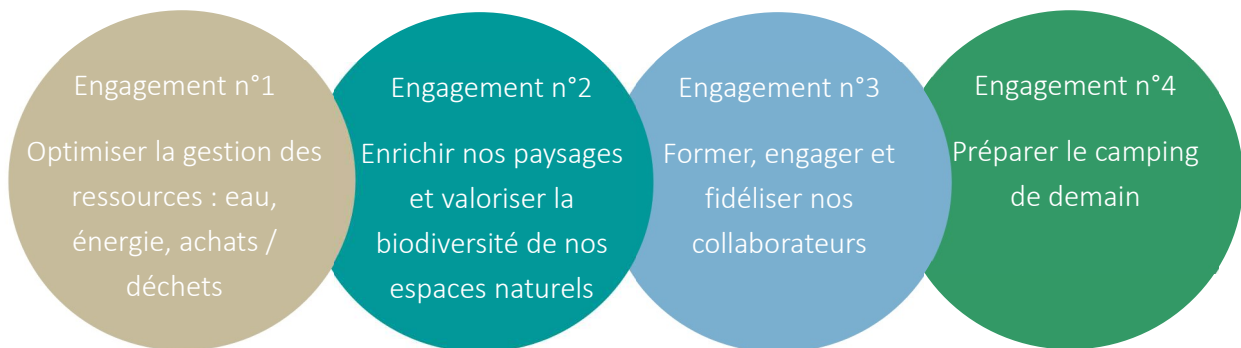 Engagement n°1
Optimiser la gestion des
ressources : eau,
énergie, achats /
déchets
Engagement n°2
Enrichir nos paysages
et valoriser la
biodiversité de nos
espaces naturels
Engagement n°3
Former, engager et
fidéliser nos
collaborateurs
Engagement n°4
Préparer le camping
de demain